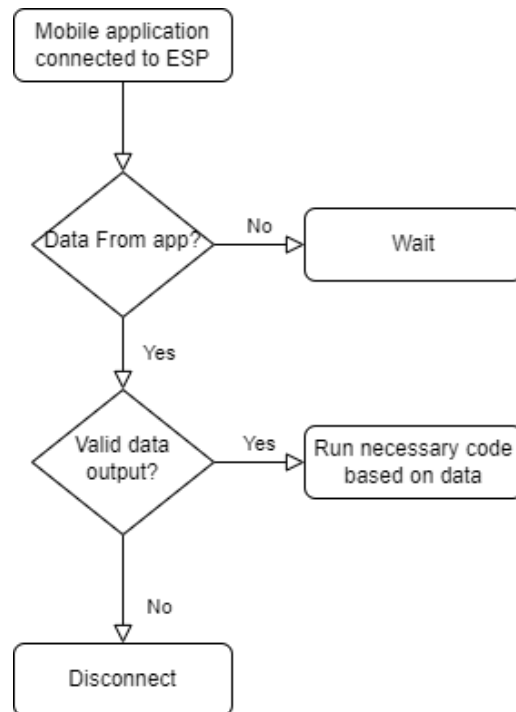 Mobile application
connected to ESP
Data From app?
No
Wait
Yes
Valid data
output?
Yes
Run necessary code
based on data
No
Disconnect